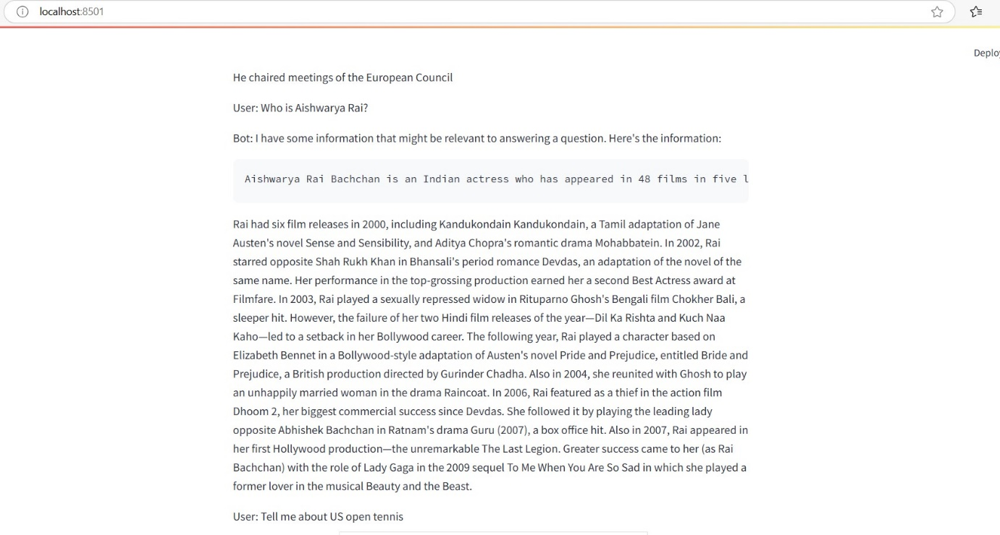 localhost:8501
Deploy
He chaired meetings of the European Council
User: Who is Aishwarya Rai?
Bot: I have some information that might be relevant to answering a question. Here's the information:
Aishwarya Rai Bachchan is an Indian actress who has appeared in 48 films in five l
Rai had six film releases in 2000, including Kandukondain Kandukondain, a Tamil adaptation of Jane
Austen's novel Sense and Sensibility, and Aditya Chopra's romantic drama Mohabbatein. In 2002, Rai
starred opposite Shah Rukh Khan in Bhansali's period romance Devdas, an adaptation of the novel of the
same name. Her performance in the top-grossing production earned her a second Best Actress award at
Filmfare. In 2003, Rai played a sexually repressed widow in Rituparno Ghosh's Bengali film Chokher Bali, a
sleeper hit. However, the failure of her two Hindi film releases of the year—Dil Ka Rishta and Kuch Naa
Kaho—led to a setback in her Bollywood career. The following year, Rai played a character based on
Elizabeth Bennet in a Bollywood-style adaptation of Austen's novel Pride and Prejudice, entitled Bride and
Prejudice, a British production directed by Gurinder Chadha. Also in 2004, she reunited with Ghosh to play
an unhappily married woman in the drama Raincoat. In 2006, Rai featured as a thief in the action film
Dhoom 2, her biggest commercial success since Devdas. She followed it by playing the leading lady
opposite Abhishek Bachchan in Ratnam's drama Guru (2007), a box office hit. Also in 2007, Rai appeared in
her first Hollywood production—the unremarkable The Last Legion. Greater success came to her (as Rai
Bachchan) with the role of Lady Gaga in the 2009 sequel To Me When You Are So Sad in which she played a
former lover in the musical Beauty and the Beast.
User: Tell me about US open tennis